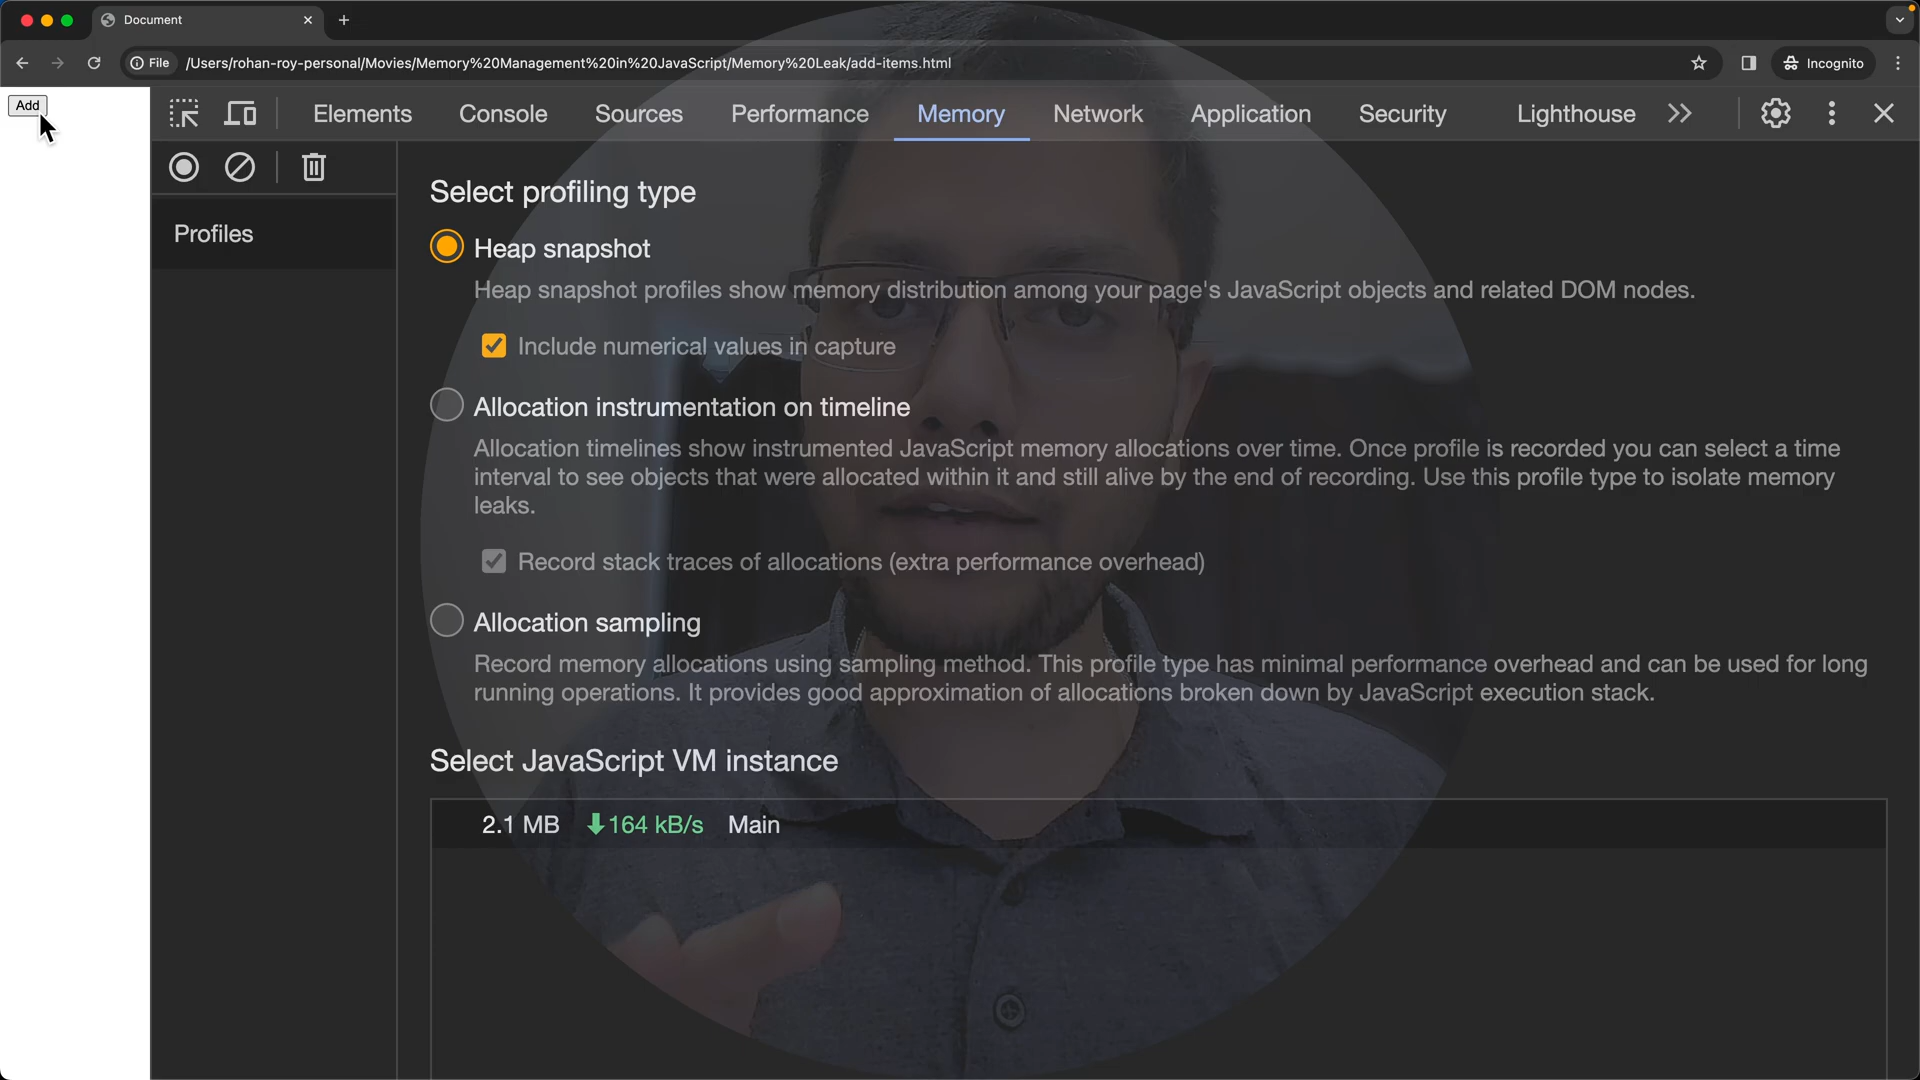 Document
File /Users/rohan-roy-personal/Movies/Memory%20Management%20in%20JavaScript/Memory%20Leak/add-items.html
Incognito
Add
Elements Console Sources Performance Memory Network Application Security Lighthouse
Profiles
Select profiling type
Heap snapshot
Heap snapshot profiles show memory distribution among your page's JavaScript objects and related DOM nodes.
Include numerical values in capture
Allocation instrumentation on timeline
Allocation timelines show instrumented JavaScript memory allocations over time. Once profile is recorded you can select a time
interval to see objects that were allocated within it and still alive by the end of recording. Use this profile type to isolate memory
leaks.
Record stack traces of allocations (extra performance overhead)
Allocation sampling
Record memory allocations using sampling method. This profile type has minimal performance overhead and can be used for long
running operations. It provides good approximation of allocations broken down by JavaScript execution stack.
Select JavaScript VM instance
2.1 MB 164 kB/s Main